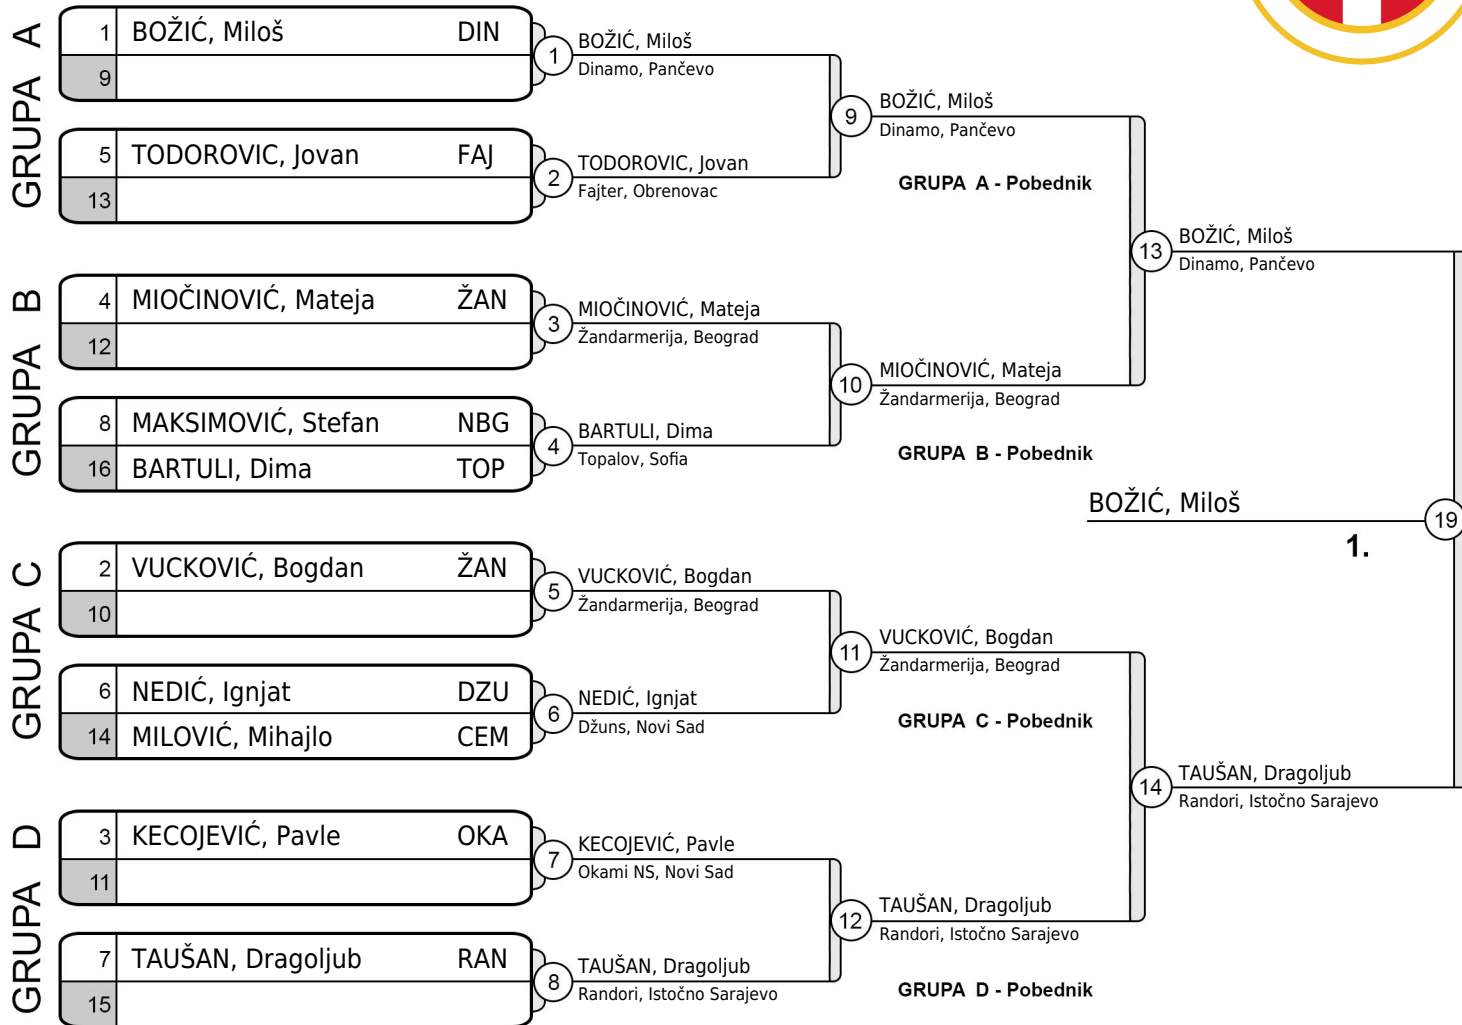 GRUPA A
1 BOŽIĆ, Miloš DIN
9
5 TODOROVIC, Jovan FAJ
13
1
BOŽIĆ, Miloš
Dinamo, Pančevo
2
TODOROVIC, Jovan
Fajter, Obrenovac
9
BOŽIĆ, Miloš
Dinamo, Pančevo
GRUPA A - Pobednik
GRUPA B
4 MIOČINOVIĆ, Mateja ŽAN
12
8 MAKSIMOVIĆ, Stefan NBG
16 BARTULI, Dima TOP
3
MIOČINOVIĆ, Mateja
Žandarmerija, Beograd
4
BARTULI, Dima
Topalov, Sofia
10
MIOČINOVIĆ, Mateja
Žandarmerija, Beograd
GRUPA B - Pobednik
13
BOŽIĆ, Miloš
Dinamo, Pančevo
BOŽIĆ, Miloš
19
1.
GRUPA C
2 VUCKOVIĆ, Bogdan ŽAN
10
6 NEDIĆ, Ignjat DZU
14 MILOVIĆ, Mihajlo CEM
5
VUCKOVIĆ, Bogdan
Žandarmerija, Beograd
6
NEDIĆ, Ignjat
Džuns, Novi Sad
11
VUCKOVIĆ, Bogdan
Žandarmerija, Beograd
GRUPA C - Pobednik
GRUPA D
3 KECOJEVIĆ, Pavle OKA
11
7 TAUŠAN, Dragoljub RAN
15
7
KECOJEVIĆ, Pavle
Okami NS, Novi Sad
8
TAUŠAN, Dragoljub
Randori, Istočno Sarajevo
12
TAUŠAN, Dragoljub
Randori, Istočno Sarajevo
GRUPA D - Pobednik
14
TAUŠAN, Dragoljub
Randori, Istočno Sarajevo